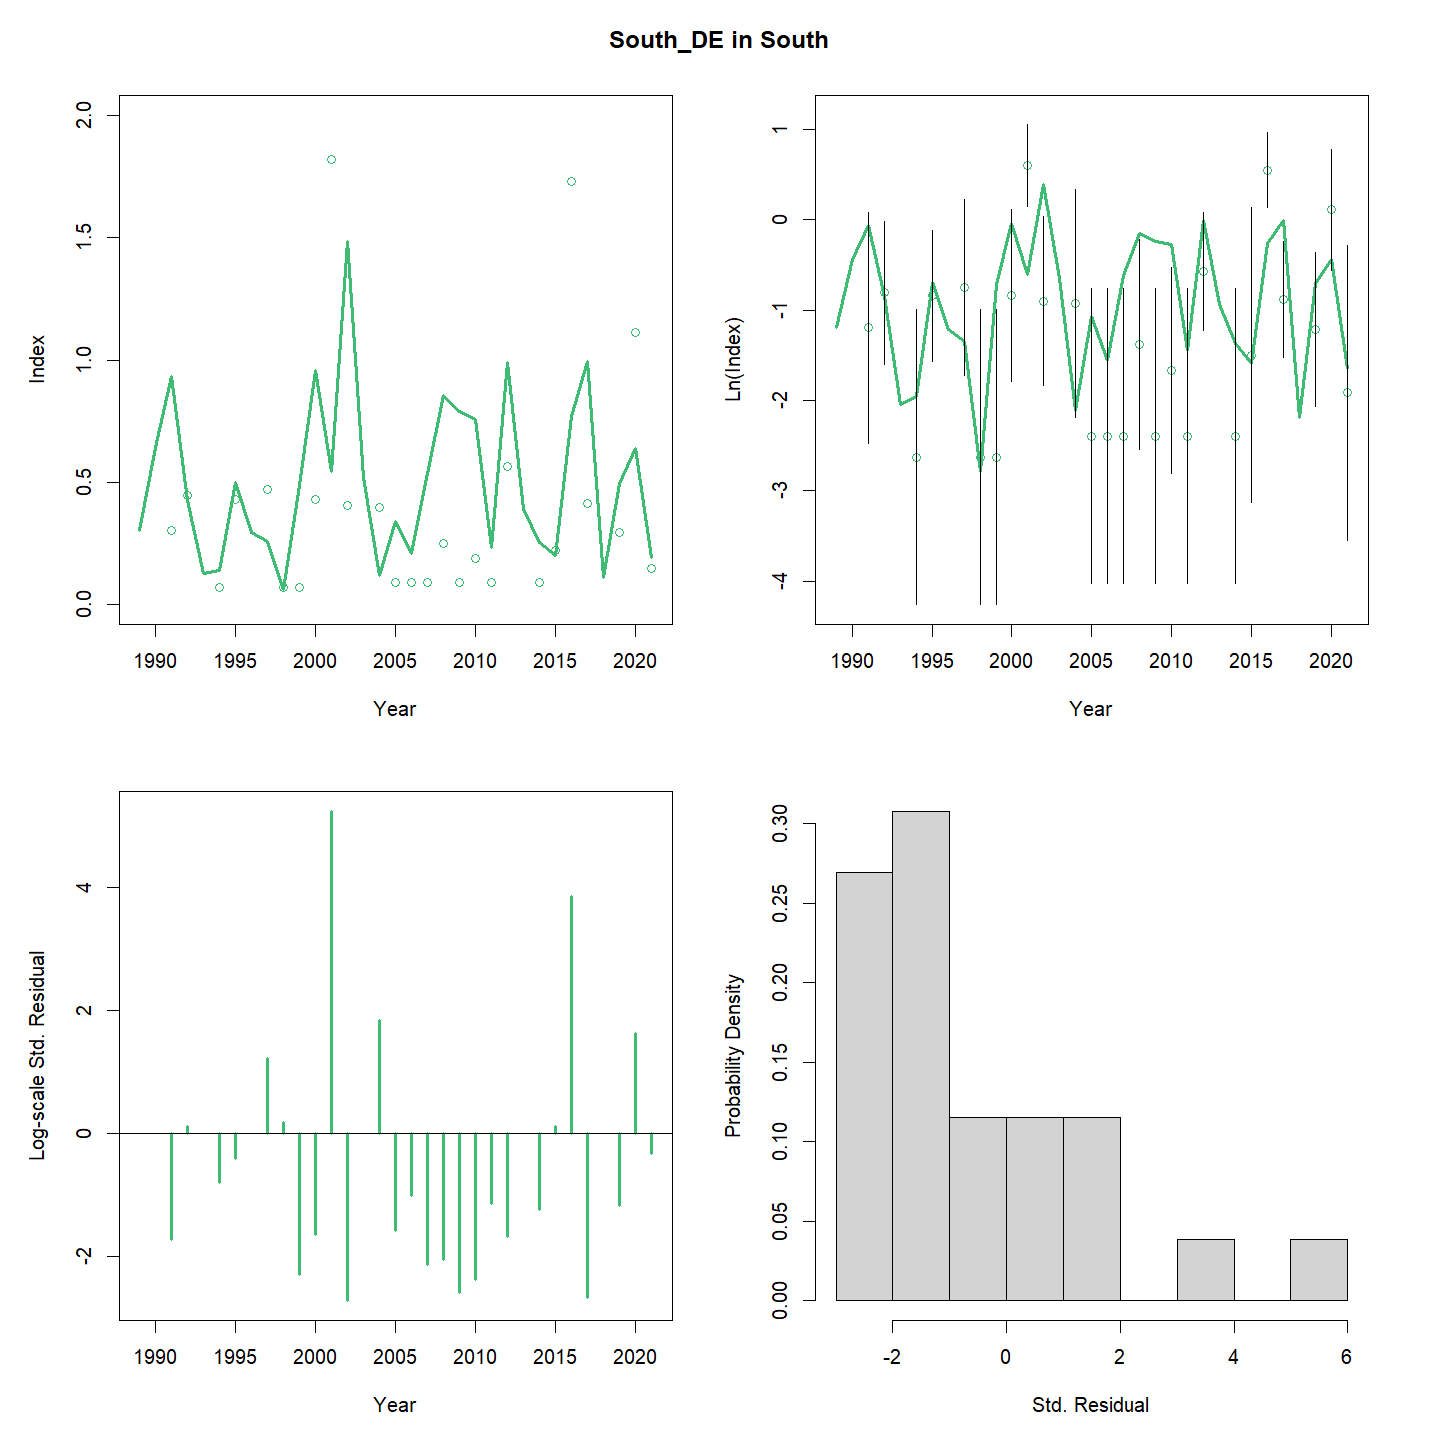 South_DE in South
Index
2.0
1.5
1.0
0.5
0.0
1990 1995 2000 2005 2010 2015 2020
Year
Ln(Index)
1
0
-1
-2
-3
-4
1990 1995 2000 2005 2010 2015 2020
Year
Log-scale Std. Residual
4
2
0
-2
1990 1995 2000 2005 2010 2015 2020
Year
Probability Density
0.30
0.25
0.20
0.15
0.10
0.05
0.00
-2 0 2 4 6
Std. Residual